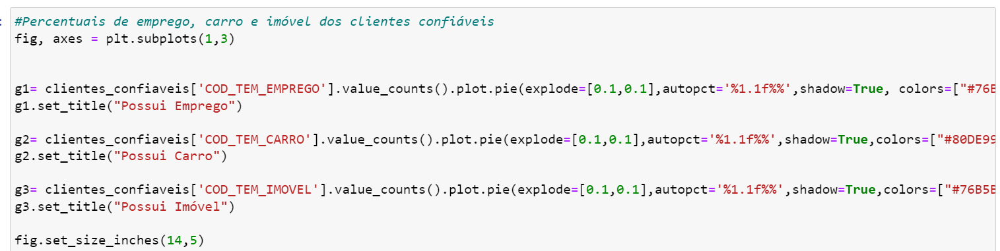 :
#Percentuais de emprego, carro e imóvel dos clientes confiáveis
fig, axes = plt.subplots(1,3)
g1= clientes_confiaveis['COD_TEM_EMPREGO'].value_counts().plot.pie(explode=[0.1,0.1],autopct='%1.1f%%',shadow=True, colors=["#76B
g1.set_title("Possui Emprego")
g2= clientes_confiaveis['COD_TEM_CARRO'].value_counts().plot.pie(explode=[0.1,0.1],autopct='%1.1f%%',shadow=True,colors=["#80DE99
g2.set_title("Possui Carro")
g3= clientes_confiaveis['COD_TEM_IMOVEL'].value_counts().plot.pie(explode=[0.1,0.1],autopct='%1.1f%%',shadow=True,colors=["#76B5B
g3.set_title("Possui Imóvel")
fig.set_size_inches(14,5)